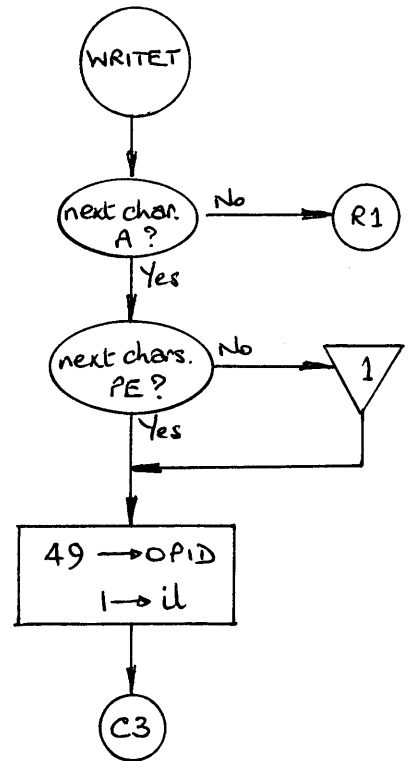 WRITET
next char.
A ?
No
R1
Yes
next chars.
PE ?
No
1
Yes
49 → OPID
1 → il
C3